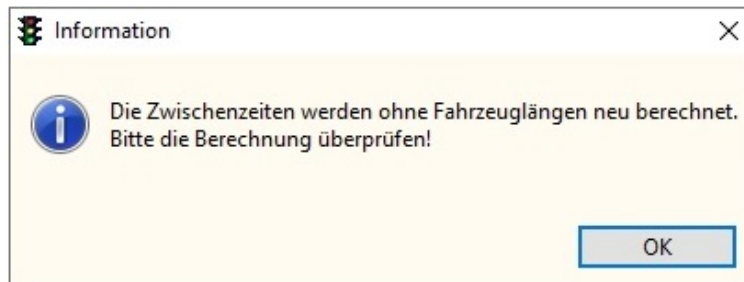 Information
Die Zwischenzeiten werden ohne Fahrzeuglängen neu berechnet.
Bitte die Berechnung überprüfen!
OK